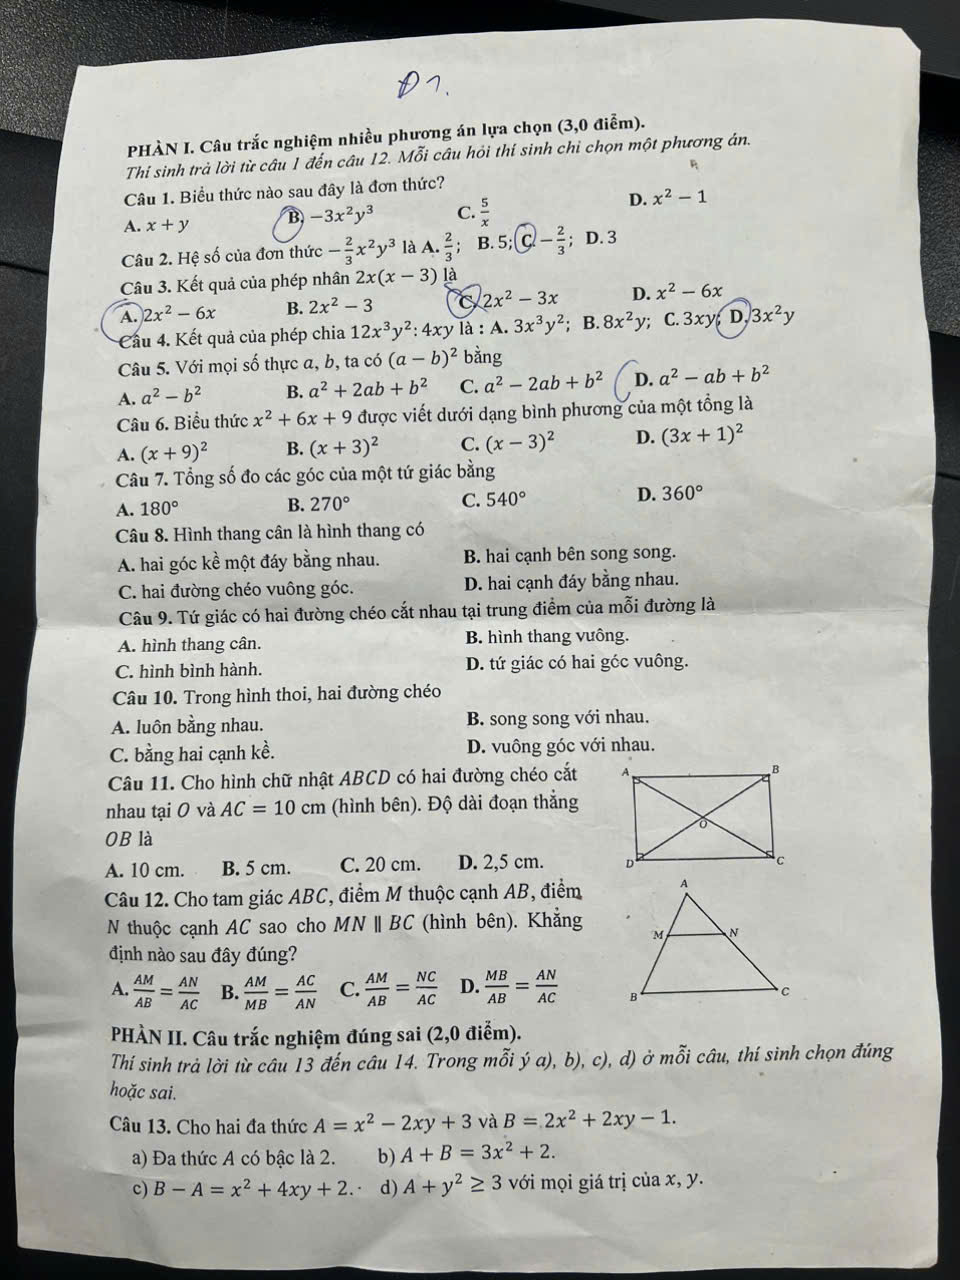 Đ1.
PHẦN I. Câu trắc nghiệm nhiều phương án lựa chọn (3,0 điểm).
Thí sinh trả lời từ câu 1 đến câu 12. Mỗi câu hỏi thí sinh chỉ chọn một phương án.
Câu 1. Biểu thức nào sau đây là đơn thức?
A. x + y B. −3x²y³ C. 5/x D. x² − 1
Câu 2. Hệ số của đơn thức −2/3x²y³ là A. 2/3; B. 5; C −2/3; D. 3
Câu 3. Kết quả của phép nhân 2x(x − 3) là
A. 2x² − 6x B. 2x² − 3 C. 2x² − 3x D. x² − 6x
Câu 4. Kết quả của phép chia 12x³y²: 4xy là : A. 3x³y²; B. 8x²y; C. 3xy; D. 3x²y
Câu 5. Với mọi số thực a, b, ta có (a − b)² bằng
A. a² − b² B. a² + 2ab + b² C. a² − 2ab + b² D. a² − ab + b²
Câu 6. Biểu thức x² + 6x + 9 được viết dưới dạng bình phương của một tổng là
A. (x + 9)² B. (x + 3)² C. (x − 3)² D. (3x + 1)²
Câu 7. Tổng số đo các góc của một tứ giác bằng
A. 180° B. 270° C. 540° D. 360°
Câu 8. Hình thang cân là hình thang có
A. hai góc kề một đáy bằng nhau. B. hai cạnh bên song song.
C. hai đường chéo vuông góc. D. hai cạnh đáy bằng nhau.
Câu 9. Tứ giác có hai đường chéo cắt nhau tại trung điểm của mỗi đường là
A. hình thang cân. B. hình thang vuông.
C. hình bình hành. D. tứ giác có hai góc vuông.
Câu 10. Trong hình thoi, hai đường chéo
A. luôn bằng nhau. B. song song với nhau.
C. bằng hai cạnh kề. D. vuông góc với nhau.
Câu 11. Cho hình chữ nhật ABCD có hai đường chéo cắt
nhau tại O và AC = 10 cm (hình bên). Độ dài đoạn thẳng
OB là
A. 10 cm. B. 5 cm. C. 20 cm. D. 2,5 cm.
A B
O
D C
Câu 12. Cho tam giác ABC, điểm M thuộc cạnh AB, điểm
N thuộc cạnh AC sao cho MN ∥ BC (hình bên). Khẳng
định nào sau đây đúng?
A. AM/AB = AN/AC B. AM/MB = AC/AN C. AM/AB = NC/AC D. MB/AB = AN/AC
A
M N
B C
PHẦN II. Câu trắc nghiệm đúng sai (2,0 điểm).
Thí sinh trả lời từ câu 13 đến câu 14. Trong mỗi ý a), b), c), d) ở mỗi câu, thí sinh chọn đúng
hoặc sai.
Câu 13. Cho hai đa thức A = x² − 2xy + 3 và B = 2x² + 2xy − 1.
a) Đa thức A có bậc là 2. b) A + B = 3x² + 2.
c) B − A = x² + 4xy + 2. d) A + y² ≥ 3 với mọi giá trị của x, y.